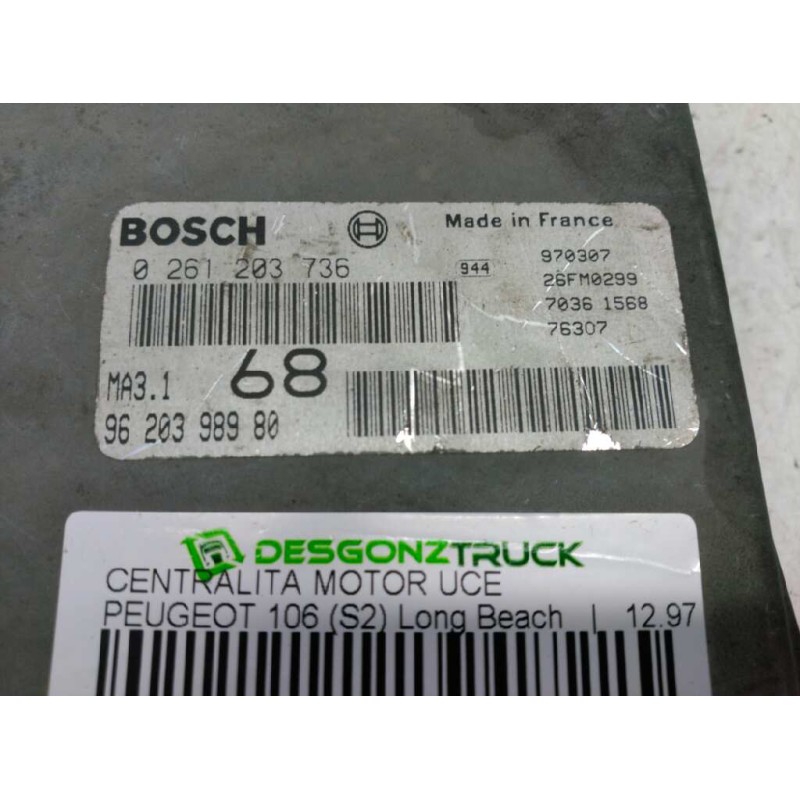 BOSCH
Made in France
0 261 203 736
944
970307
26FM0299
7036 1568
76307
MA3.1
68
96 203 989 80
DESGONZTRUCK
CENTRALITA MOTOR UCE
PEUGEOT 106 (S2) Long Beach | 12.97